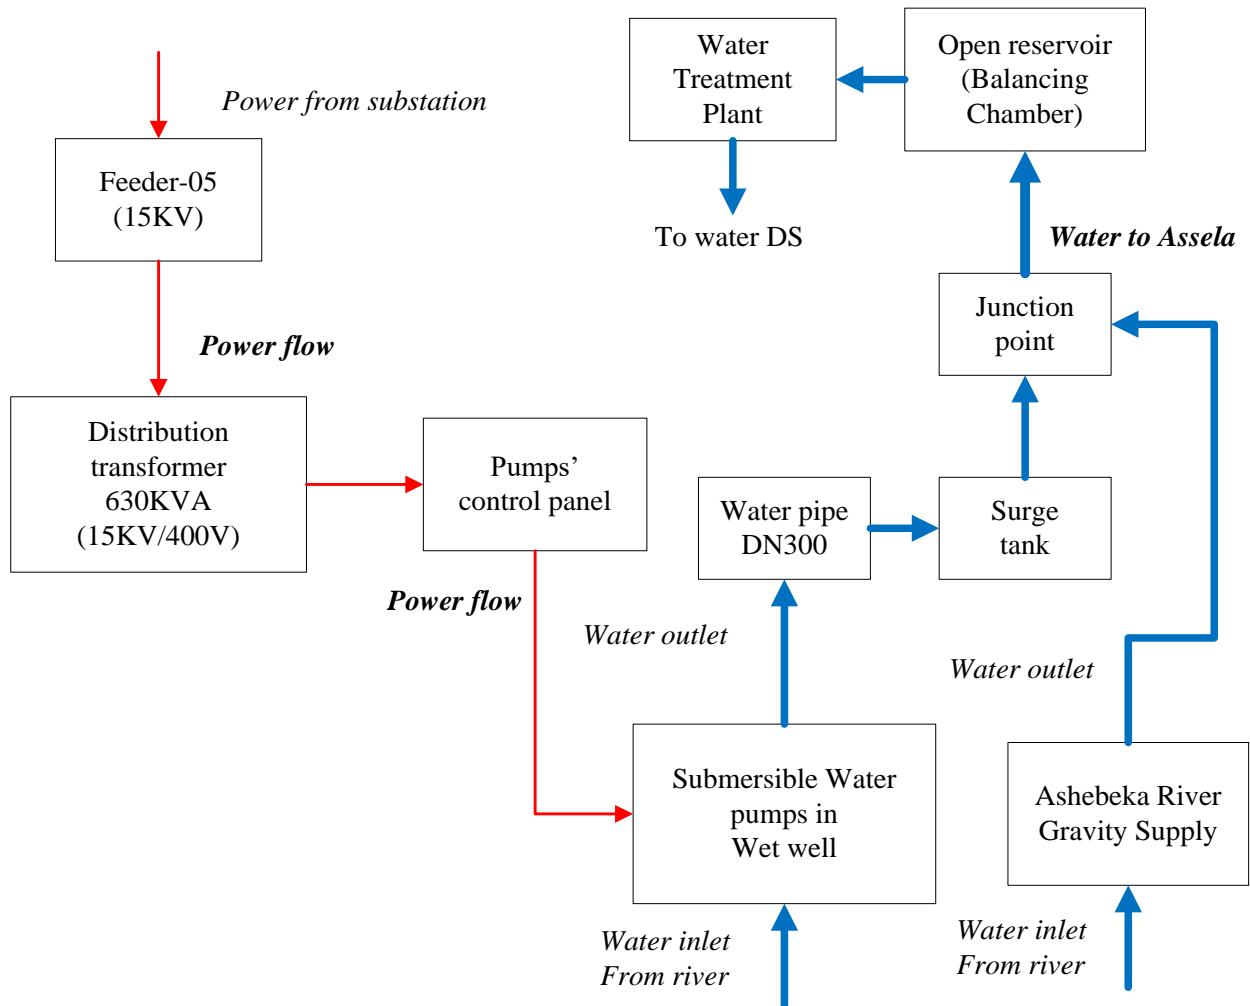 Power from substation
Feeder-05
(15KV)
Power flow
Distribution
transformer
630KVA
(15KV/400V)
Pumps’
control panel
Power flow
Water
Treatment
Plant
To water DS
Open reservoir
(Balancing
Chamber)
Water to Assela
Junction
point
Water pipe
DN300
Surge
tank
Water outlet
Water outlet
Submersible Water
pumps in
Wet well
Ashebeka River
Gravity Supply
Water inlet
From river
Water inlet
From river